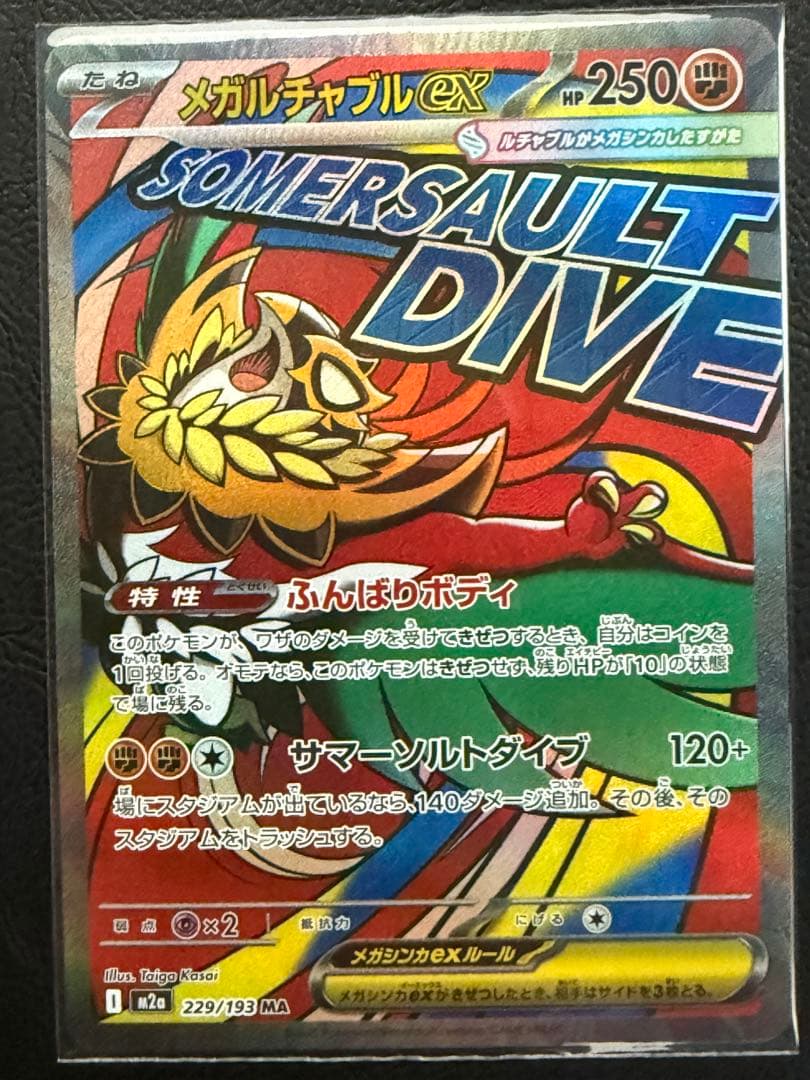 たね メガルチャブルex HP 250
ルチャブルがメガシンカしたすがた
SOMERSAULT
DIVE
特性 とくせい ふんばりボディ
このポケモンが、ワザのダメージを受けてきぜつするとき、自分はコインを
1回投げる。オモテなら、このポケモンはきぜつせず、残りHPが「10」の状態
で場に残る。
サマーソルトダイブ 120+
場にスタジアムが出ているなら、140ダメージ追加。その後、その
スタジアムをトラッシュする。
弱点 ×2 抵抗力 にげる
メガシンカexルール
メガシンカexがきぜつしたとき、相手はサイドを3枚とる。
Illus. Taiga Kasai
I m2a 229/193 MA